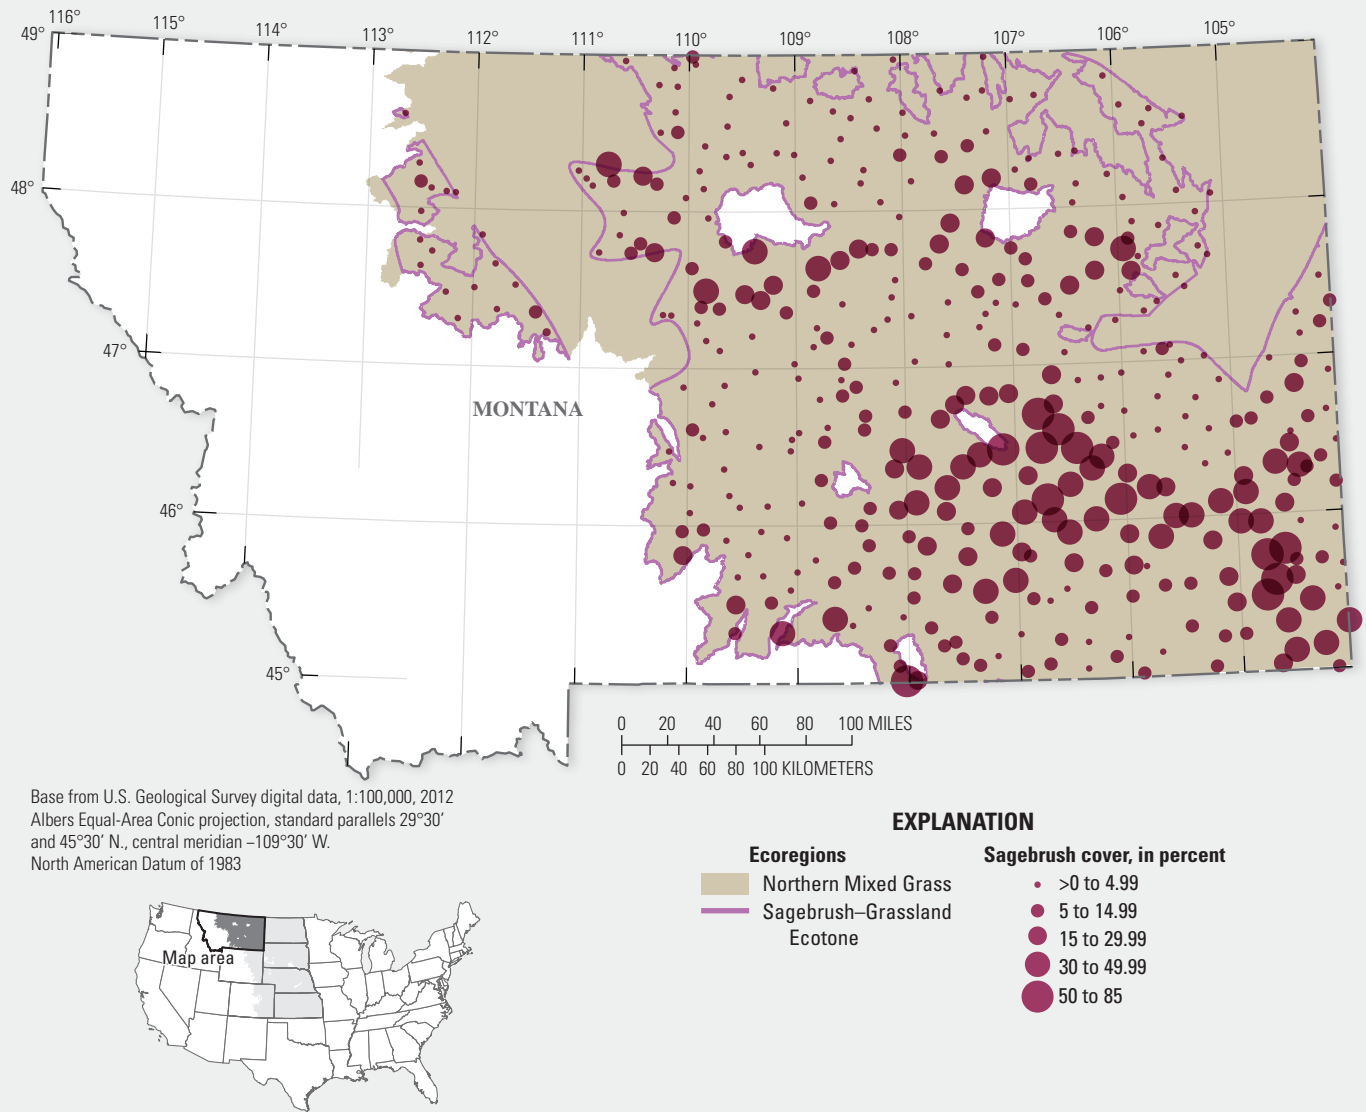 116°
115°
114°
113°
112°
111°
110°
109°
108°
107°
106°
105°
49°
48°
47°
46°
45°
MONTANA
0 20 40 60 80 100 MILES
0 20 40 60 80 100 KILOMETERS
Base from U.S. Geological Survey digital data, 1:100,000, 2012
Albers Equal-Area Conic projection, standard parallels 29°30′
and 45°30′ N., central meridian –109°30′ W.
North American Datum of 1983
Map area
EXPLANATION
Ecoregions
Northern Mixed Grass
Sagebrush–Grassland
Ecotone
Sagebrush cover, in percent
>0 to 4.99
5 to 14.99
15 to 29.99
30 to 49.99
50 to 85